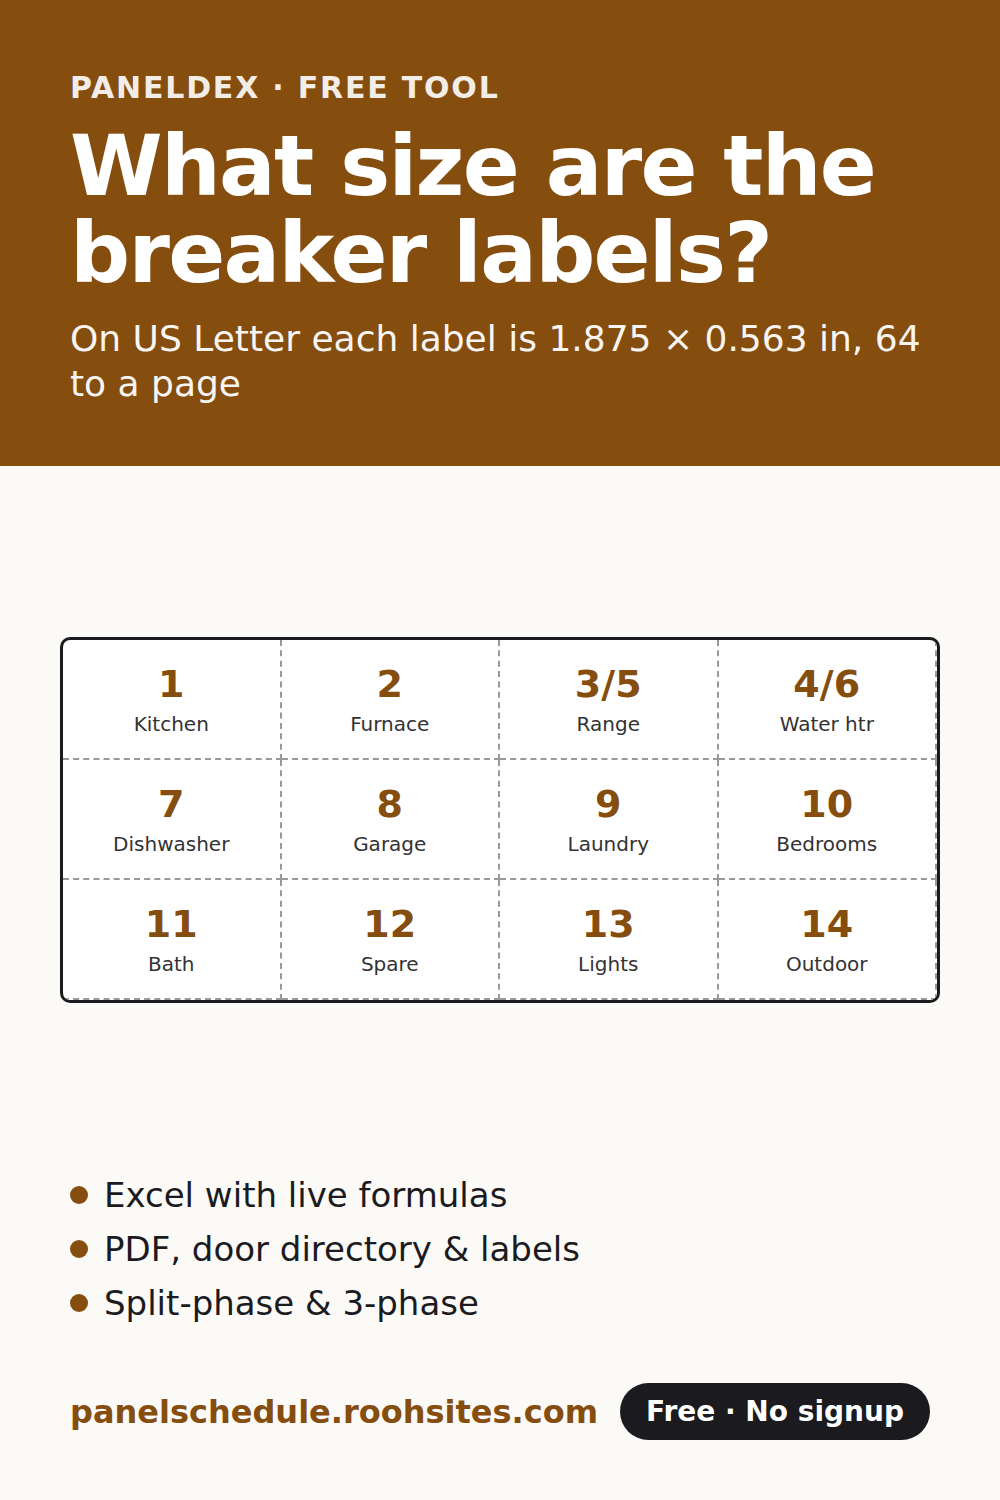 PANELDEX · FREE TOOL
What size are the
breaker labels?
On US Letter each label is 1.875 × 0.563 in, 64
to a page
1 2 3/5 4/6
Kitchen Furnace Range Water htr
7 8 9 10
Dishwasher Garage Laundry Bedrooms
11 12 13 14
Bath Spare Lights Outdoor
Excel with live formulas
PDF, door directory & labels
Split-phase & 3-phase
panelschedule.roohsites.com Free · No signup